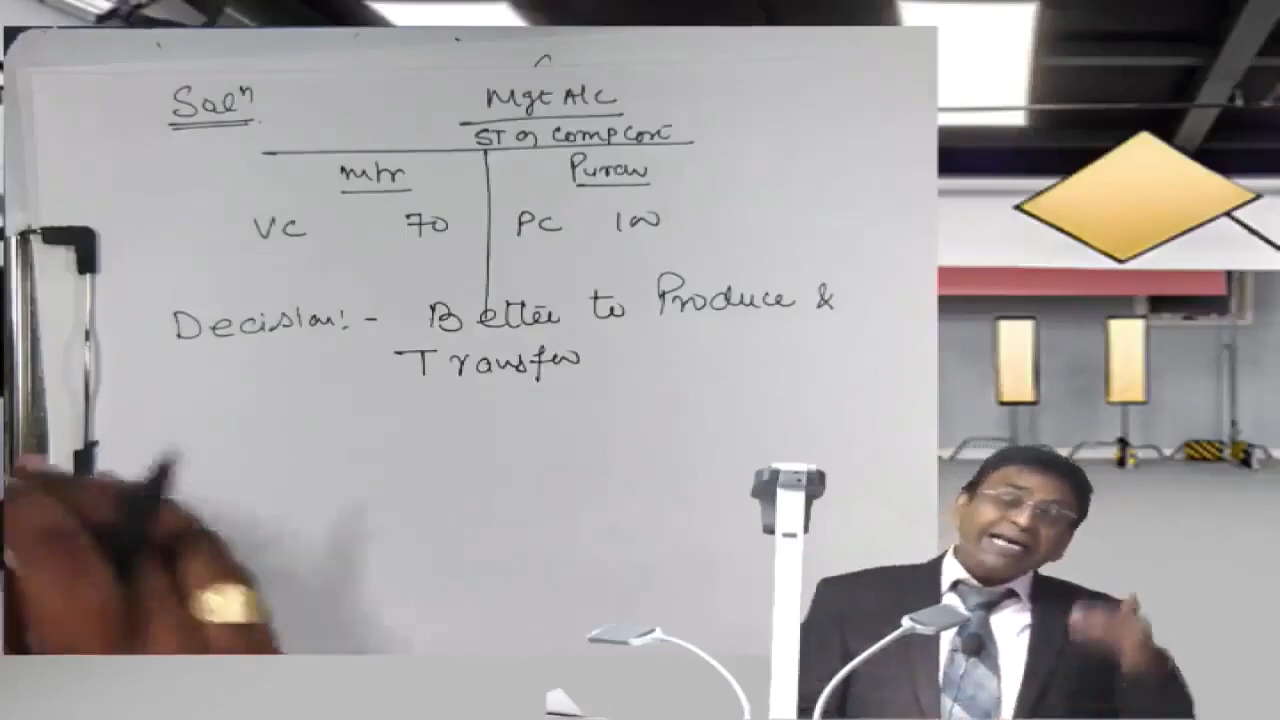 Solⁿ
Mgt A/c
ST of Comp Cost
mfr
Purchase
VC 70
PC 100
Decision:- Better to Produce &
Transfer